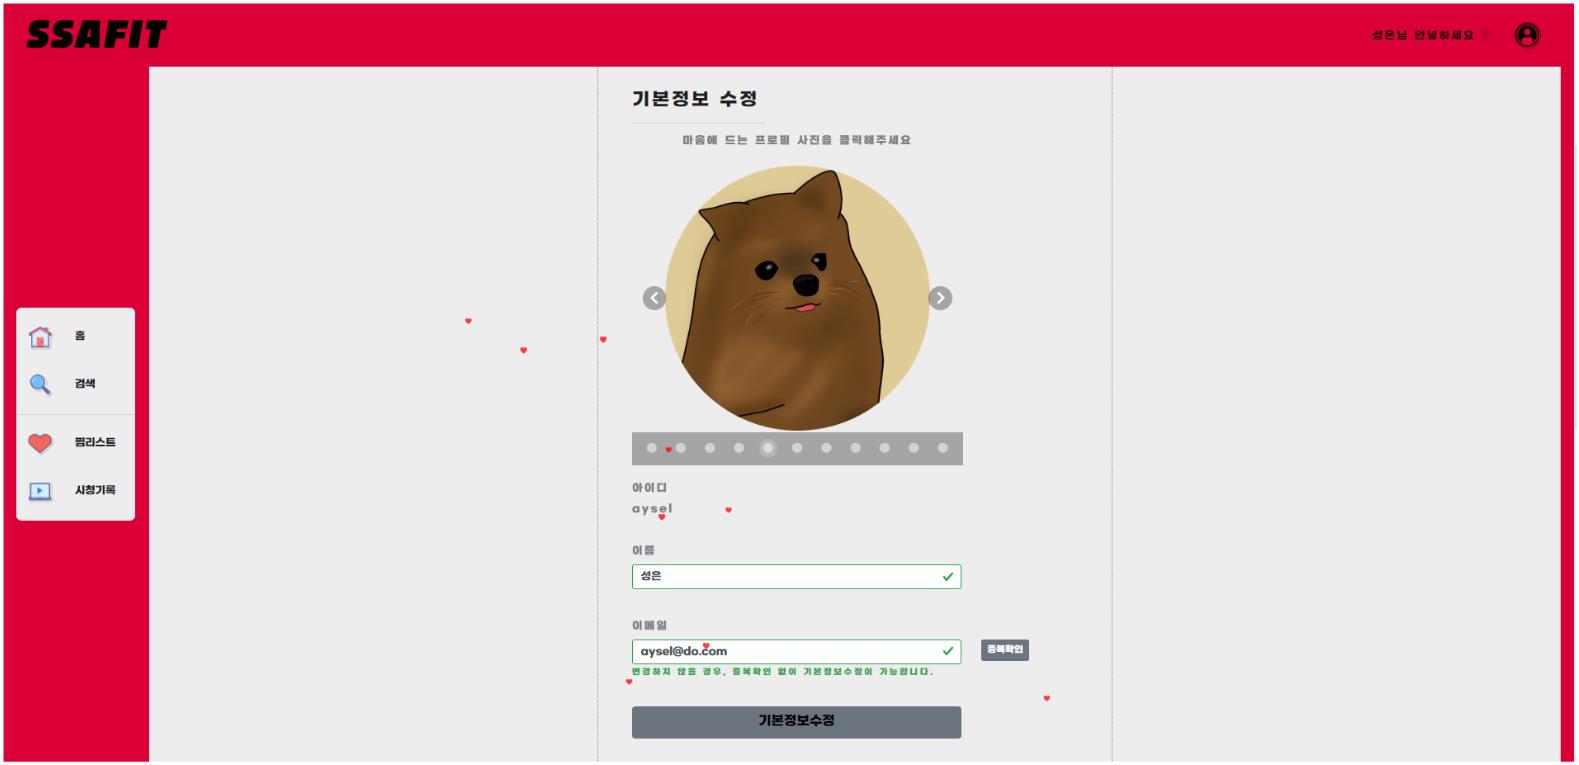 SSAFIT
성은님 안녕하세요
기본정보 수정
마음에 드는 프로필 사진을 클릭해주세요
홈
검색
찜리스트
시청기록
아이디
aysel
이름
성은
이메일
aysel@do.com
중복확인
변경하지 않을 경우, 중복확인 없이 기본정보수정이 가능합니다.
기본정보수정